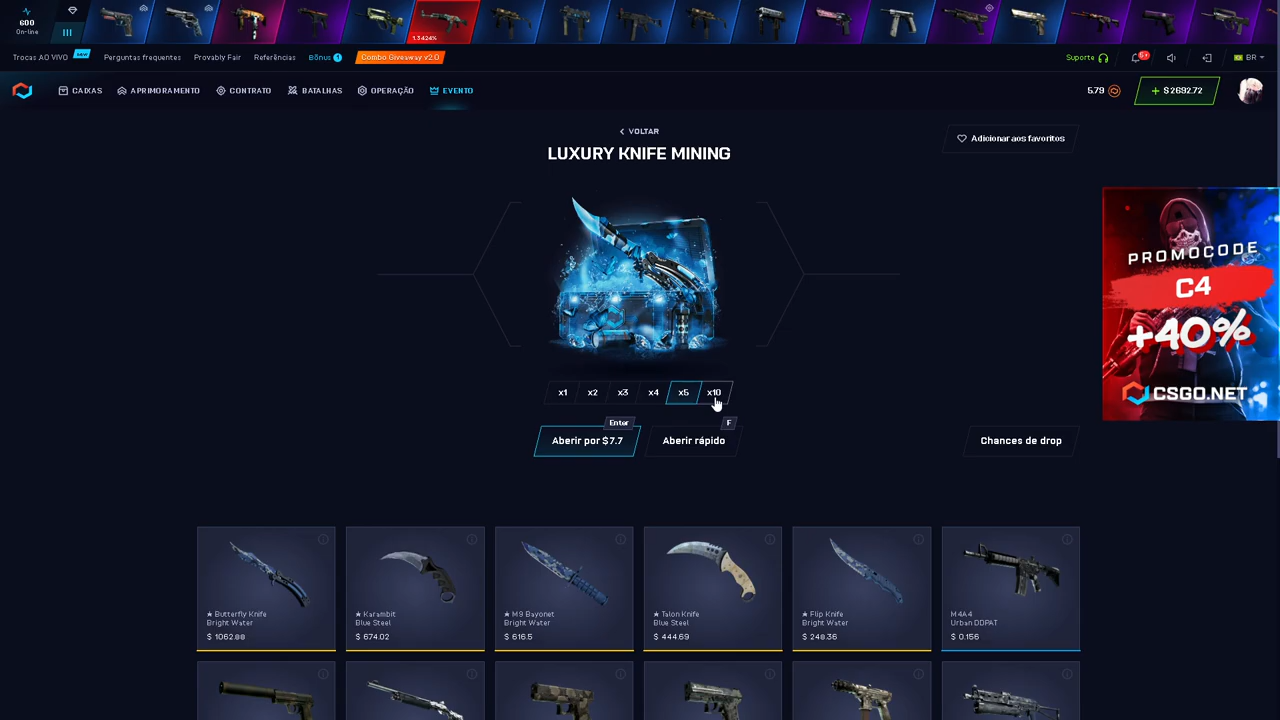 600
On-line
1.3424%
Trocas AO VIVO
NEW
Perguntas frequentes
Provably Fair
Referências
Bônus 1
Combo Giveaway v2.0
Suporte
5+
BR
CAIXAS
APRIMORAMENTO
CONTRATO
BATALHAS
OPERAÇÃO
EVENTO
5.79
+ $ 2692.72
VOLTAR
LUXURY KNIFE MINING
Adicionar aos favoritos
PROMOCODE
C4
+40%
CSGO.NET
x1
x2
x3
x4
x5
x10
Enter
F
Aberir por $ 7.7
Aberir rápido
Chances de drop
★ Butterfly Knife
Bright Water
$ 1062.88
★ Karambit
Blue Steel
$ 674.02
★ M9 Bayonet
Bright Water
$ 616.5
★ Talon Knife
Blue Steel
$ 444.69
★ Flip Knife
Bright Water
$ 248.36
M4A4
Urban DDPAT
$ 0.156